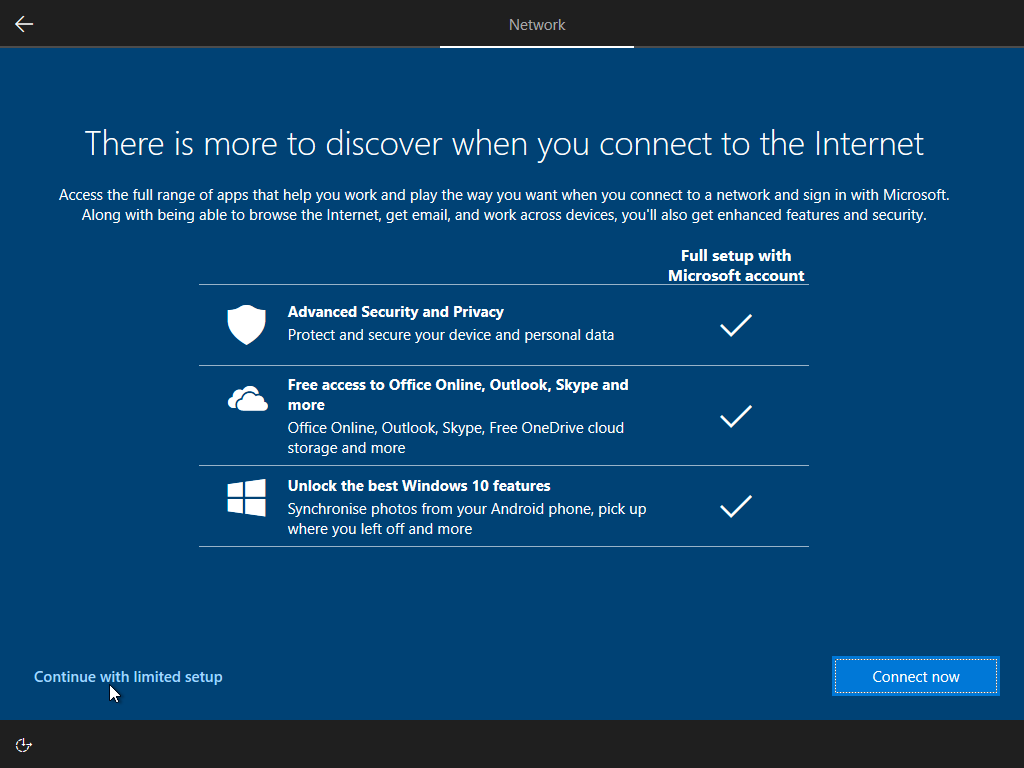 Network
There is more to discover when you connect to the Internet
Access the full range of apps that help you work and play the way you want when you connect to a network and sign in with Microsoft.
Along with being able to browse the Internet, get email, and work across devices, you'll also get enhanced features and security.
Full setup with
Microsoft account
Advanced Security and Privacy
Protect and secure your device and personal data
Free access to Office Online, Outlook, Skype and
more
Office Online, Outlook, Skype, Free OneDrive cloud
storage and more
Unlock the best Windows 10 features
Synchronise photos from your Android phone, pick up
where you left off and more
Continue with limited setup
Connect now